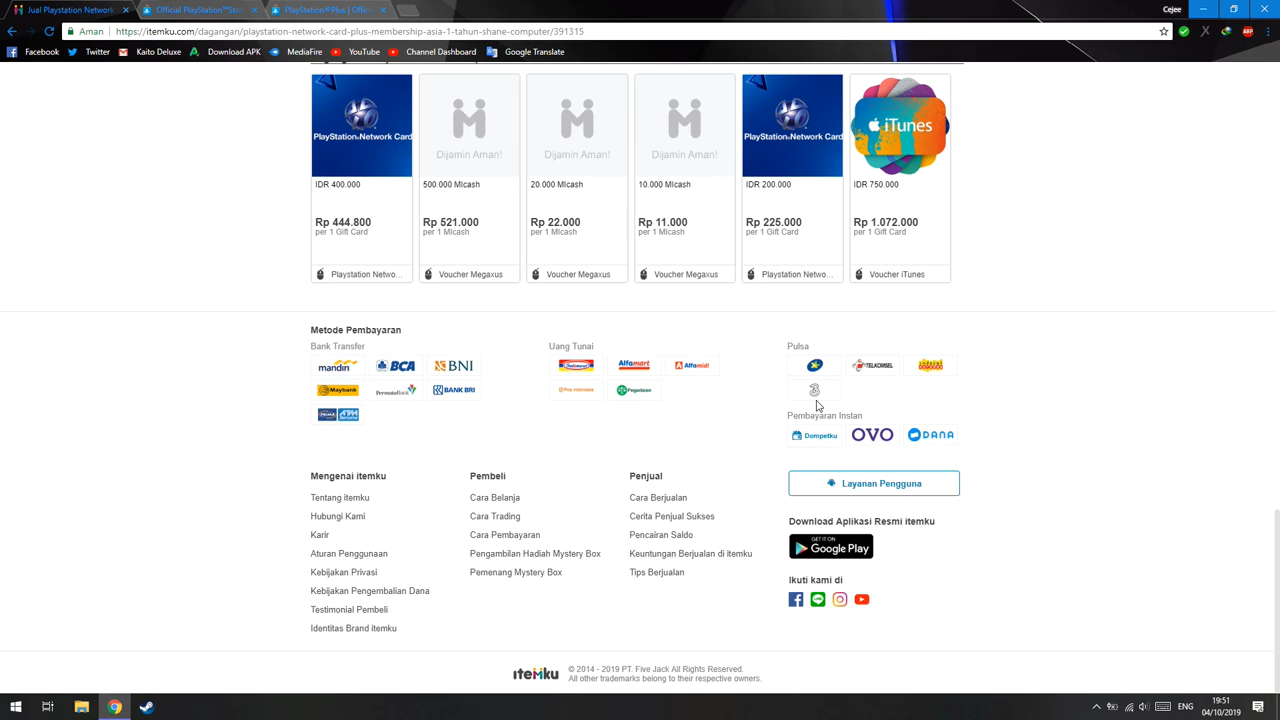 Jual Playstation Network
Official PlayStation™Sto
PlayStation®Plus | Offic
Cejee
Aman
https://itemku.com/dagangan/playstation-network-card-plus-membership-asia-1-tahun-shane-computer/391315
ABP
Facebook
Twitter
Kaito Deluxo
Download APK
YouTube
Channel Dashboard
Google Translate
PlayStation®Network Card
Dijamin Aman!
Dijamin Aman!
Dijamin Aman!
PlayStation®Network Card
iTunes
IDR 400.000
500.000 MIcash
20.000 MIcash
10.000 MIcash
IDR 200.000
IDR 750.000
Rp 444.800
Rp 521.000
Rp 22.000
Rp 11.000
Rp 225.000
Rp 1.072.000
per 1 Gift Card
per 1 MIcash
per 1 MIcash
per 1 MIcash
per 1 Gift Card
per 1 Gift Card
Playstation Netwo...
Voucher Megaxus
Voucher Megaxus
Voucher Megaxus
Playstation Netwo...
Voucher iTunes
Metode Pembayaran
Bank Transfer
Uang Tunai
Pulsa
mandiri
BCA
BNI
Indomaret
Alfamart
Alfamidi
TELKOMSEL
Maybank
PermataBank
BANK BRI
Pos Indonesia
Pegadaian
3
PRIMA
ATM
Pembayaran Instan
Dompetku
OVO
DANA
Mengenai itemku
Pembeli
Penjual
Layanan Pengguna
Tentang itemku
Cara Belanja
Cara Berjualan
Hubungi Kami
Cara Trading
Cerita Penjual Sukses
Download Aplikasi Resmi itemku
Karir
Cara Pembayaran
Pencairan Saldo
GET IT ON
Google Play
Aturan Penggunaan
Pengambilan Hadiah Mystery Box
Keuntungan Berjualan di itemku
Kebijakan Privasi
Pemenang Mystery Box
Tips Berjualan
Ikuti kami di
Kebijakan Pengembalian Dana
Testimonial Pembeli
Identitas Brand itemku
itemku
© 2014 - 2019 PT. Five Jack All Rights Reserved.
All other trademarks belong to their respective owners.
ENG
19:51
04/10/2019